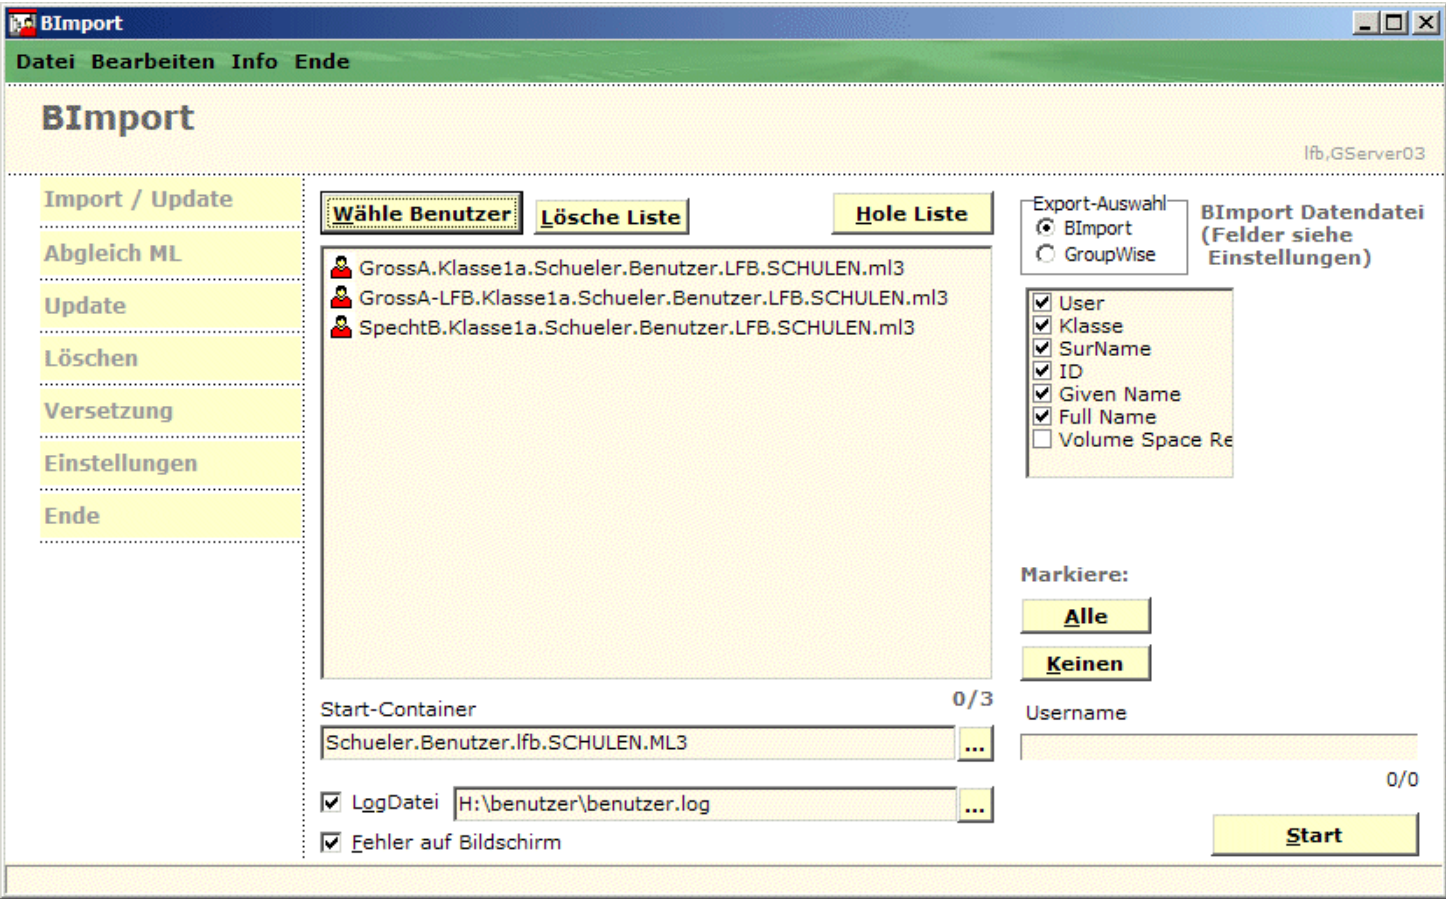 BImport
Datei Bearbeiten Info Ende
BImport
lfb,GServer03
Import / Update
Abgleich ML
Update
Löschen
Versetzung
Einstellungen
Ende
Wähle Benutzer
Lösche Liste
Hole Liste
GrossA.Klasse1a.Schueler.Benutzer.LFB.SCHULEN.ml3
GrossA-LFB.Klasse1a.Schueler.Benutzer.LFB.SCHULEN.ml3
SpechtB.Klasse1a.Schueler.Benutzer.LFB.SCHULEN.ml3
0/3
Start-Container
Schueler.Benutzer.lfb.SCHULEN.ML3
...
LogDatei
H:\benutzer\benutzer.log
...
Fehler auf Bildschirm
Export-Auswahl
BImport
GroupWise
BImport Datendatei
(Felder siehe
Einstellungen)
User
Klasse
SurName
ID
Given Name
Full Name
Volume Space Re
Markiere:
Alle
Keinen
Username
0/0
Start